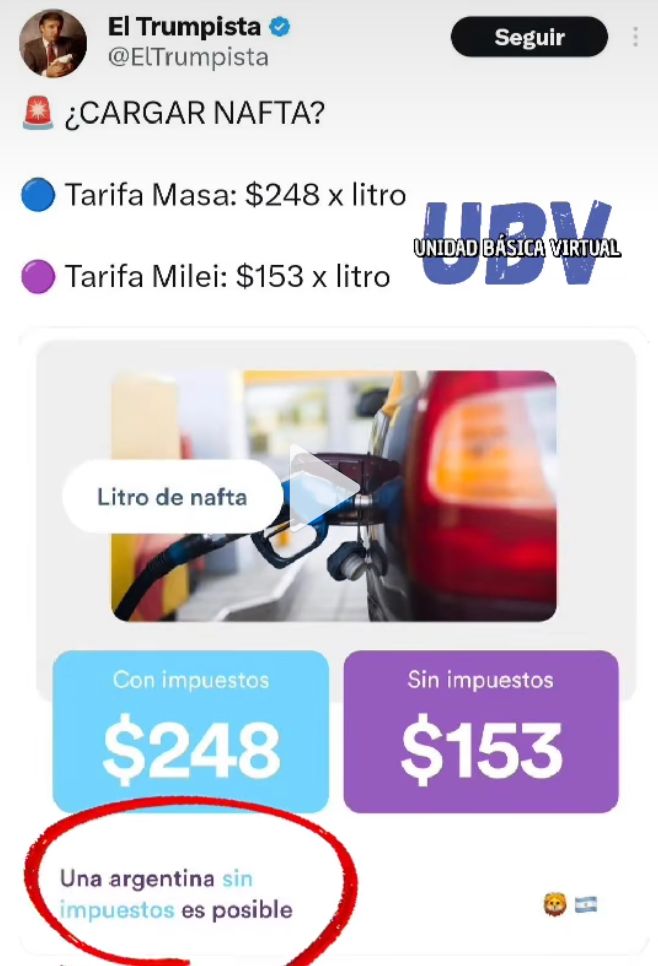 El Trumpista
@ElTrumpista
Seguir
¿CARGAR NAFTA?
Tarifa Masa: $248 x litro
UBV
UNIDAD BÁSICA VIRTUAL
Tarifa Milei: $153 x litro
Litro de nafta
Con impuestos
$248
Sin impuestos
$153
Una argentina sin
impuestos es posible